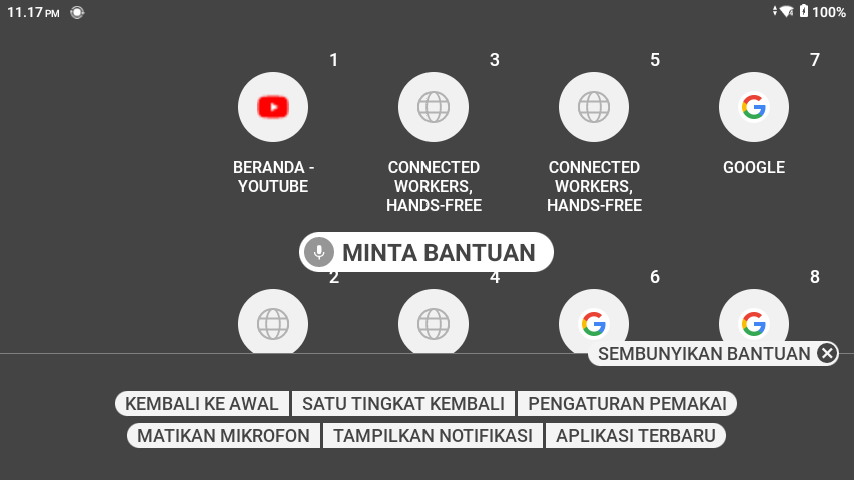 11.17 PM
100%
1
3
5
7
BERANDA -
YOUTUBE
CONNECTED
WORKERS,
HANDS-FREE
CONNECTED
WORKERS,
HANDS-FREE
GOOGLE
MINTA BANTUAN
2
4
6
8
SEMBUNYIKAN BANTUAN
KEMBALI KE AWAL
SATU TINGKAT KEMBALI
PENGATURAN PEMAKAI
MATIKAN MIKROFON
TAMPILKAN NOTIFIKASI
APLIKASI TERBARU